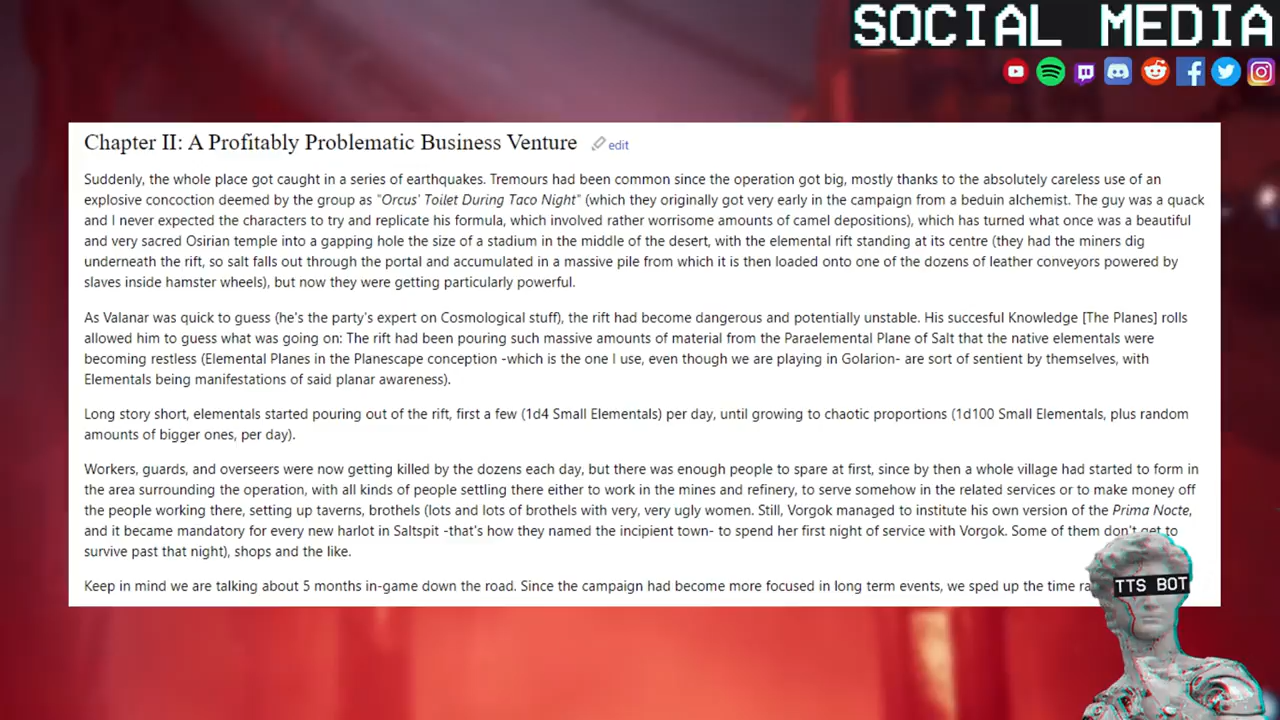 SOCIAL MEDIA
Chapter II: A Profitably Problematic Business Venture edit
Suddenly, the whole place got caught in a series of earthquakes. Tremours had been common since the operation got big, mostly thanks to the absolutely careless use of an
explosive concoction deemed by the group as "Orcus' Toilet During Taco Night" (which they originally got very early in the campaign from a beduin alchemist. The guy was a quack
and I never expected the characters to try and replicate his formula, which involved rather worrisome amounts of camel depositions), which has turned what once was a beautiful
and very sacred Osirian temple into a gapping hole the size of a stadium in the middle of the desert, with the elemental rift standing at its centre (they had the miners dig
underneath the rift, so salt falls out through the portal and accumulated in a massive pile from which it is then loaded onto one of the dozens of leather conveyors powered by
slaves inside hamster wheels), but now they were getting particularly powerful.
As Valanar was quick to guess (he's the party's expert on Cosmological stuff), the rift had become dangerous and potentially unstable. His succesful Knowledge [The Planes] rolls
allowed him to guess what was going on: The rift had been pouring such massive amounts of material from the Paraelemental Plane of Salt that the native elementals were
becoming restless (Elemental Planes in the Planescape conception -which is the one I use, even though we are playing in Golarion- are sort of sentient by themselves, with
Elementals being manifestations of said planar awareness).
Long story short, elementals started pouring out of the rift, first a few (1d4 Small Elementals) per day, until growing to chaotic proportions (1d100 Small Elementals, plus random
amounts of bigger ones, per day).
Workers, guards, and overseers were now getting killed by the dozens each day, but there was enough people to spare at first, since by then a whole village had started to form in
the area surrounding the operation, with all kinds of people settling there either to work in the mines and refinery, to serve somehow in the related services or to make money off
the people working there, setting up taverns, brothels (lots and lots of brothels with very, very ugly women. Still, Vorgok managed to institute his own version of the Prima Nocte,
and it became mandatory for every new harlot in Saltspit -that's how they named the incipient town- to spend her first night of service with Vorgok. Some of them don't get to
survive past that night), shops and the like.
Keep in mind we are talking about 5 months in-game down the road. Since the campaign had become more focused in long term events, we sped up the time
TTS BOT